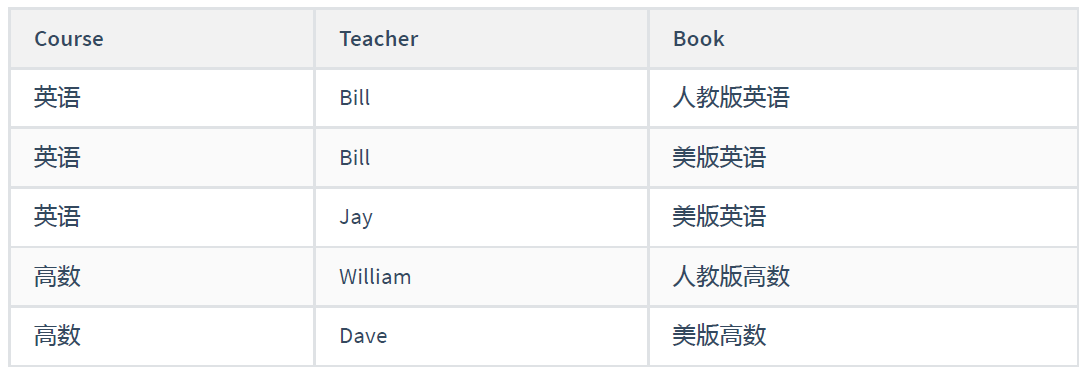 Course Teacher Book
英语 Bill 人教版英语
英语 Bill 美版英语
英语 Jay 美版英语
高数 William 人教版高数
高数 Dave 美版高数